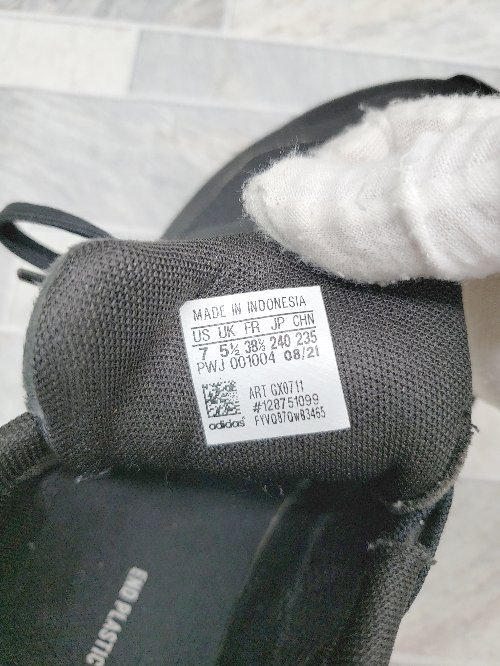 MADE IN INDONESIA
US UK FR JP CHN
7 5½ 38⅔ 240 235
PWJ 001004 08/21
ART GX0711
#128751099
adidas FYVQ87QWB3465
END PLASTIC